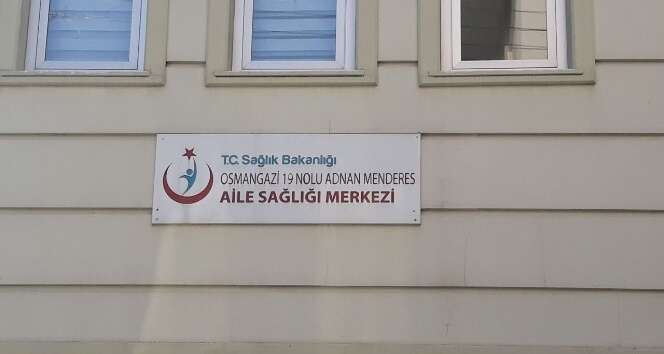 T.C. Sağlık Bakanlığı
OSMANGAZİ 19 NOLU ADNAN MENDERES
AİLE SAĞLIĞI MERKEZİ